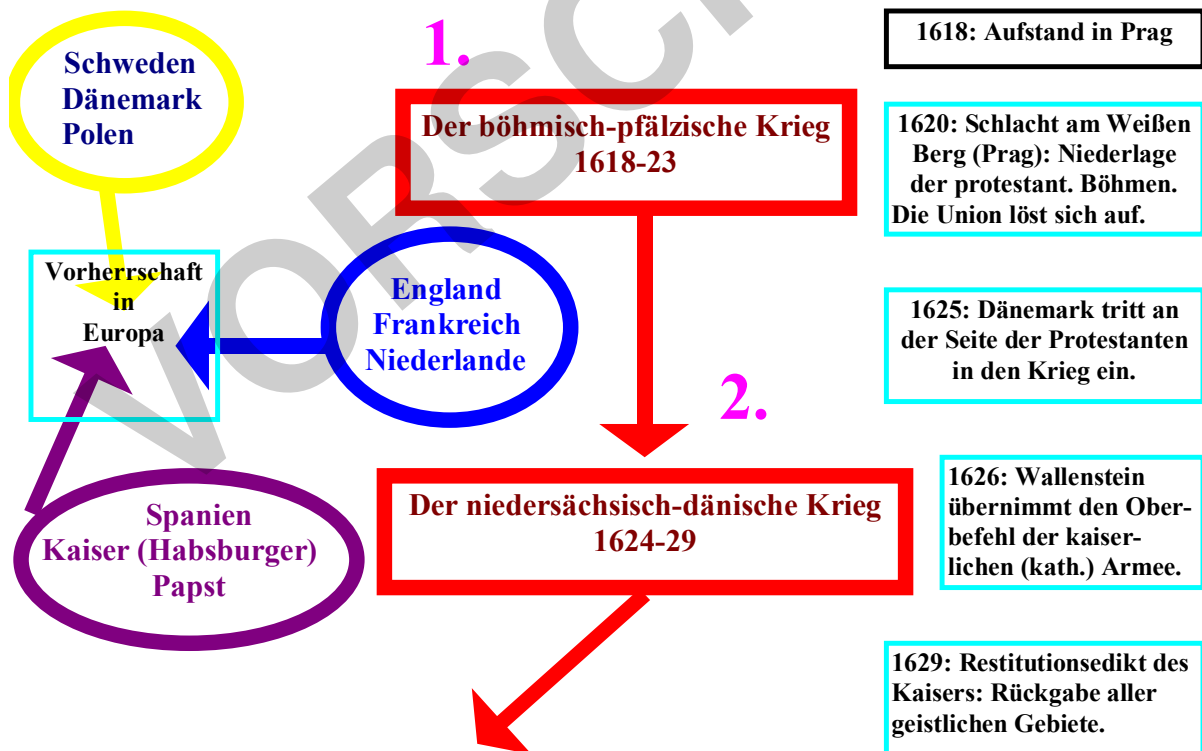 Schweden
Dänemark
Polen
Vorherrschaft
in
Europa
England
Frankreich
Niederlande
Spanien
Kaiser (Habsburger)
Papst
1.
Der böhmisch-pfälzische Krieg
1618-23
2.
Der niedersächsisch-dänische Krieg
1624-29
1618: Aufstand in Prag
1620: Schlacht am Weißen
Berg (Prag): Niederlage
der protestant. Böhmen.
Die Union löst sich auf.
1625: Dänemark tritt an
der Seite der Protestanten
in den Krieg ein.
1626: Wallenstein
übernimmt den Ober-
befehl der kaiser-
lichen (kath.) Armee.
1629: Restitutionsedikt des
Kaisers: Rückgabe aller
geistlichen Gebiete.
VORSC